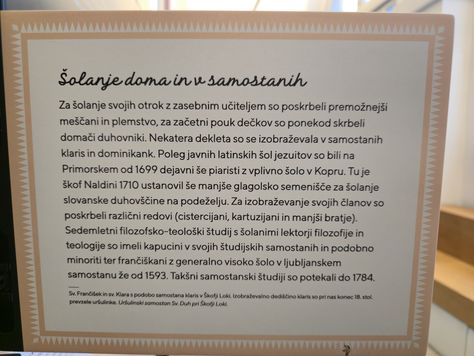 Šolanje doma in v samostanih
Za šolanje svojih otrok z zasebnim učiteljem so poskrbeli premožnejši
meščani in plemstvo, za začetni pouk dečkov so ponekod skrbeli
domači duhovniki. Nekatera dekleta so se izobraževala v samostanih
klaris in dominikank. Poleg javnih latinskih šol jezuitov so bili na
Primorskem od 1699 dejavni še piaristi z vplivno šolo v Kopru. Tu je
škof Naldini 1710 ustanovil še manjše glagolsko semenišče za šolanje
slovanske duhovščine na podeželju. Za izobraževanje svojih članov so
poskrbeli različni redovi (cistercijani, kartuzijani in manjši bratje).
Sedemletni filozofsko-teološki študij s šolanimi lektorji filozofije in
teologije so imeli kapucini v svojih študijskih samostanih in podobno
minoriti ter frančiškani z generalno visoko šolo v ljubljanskem
samostanu že od 1593. Takšni samostanski študiji so potekali do 1784.
Sv. Frančišek in sv. Klara s podobo samostana klaris v Škofji Loki. Izobraževalno dediščino klaris so pri nas konec 18. stol.
prevzele uršulinke. Uršulinski samostan Sv. Duh pri Škofji Loki.